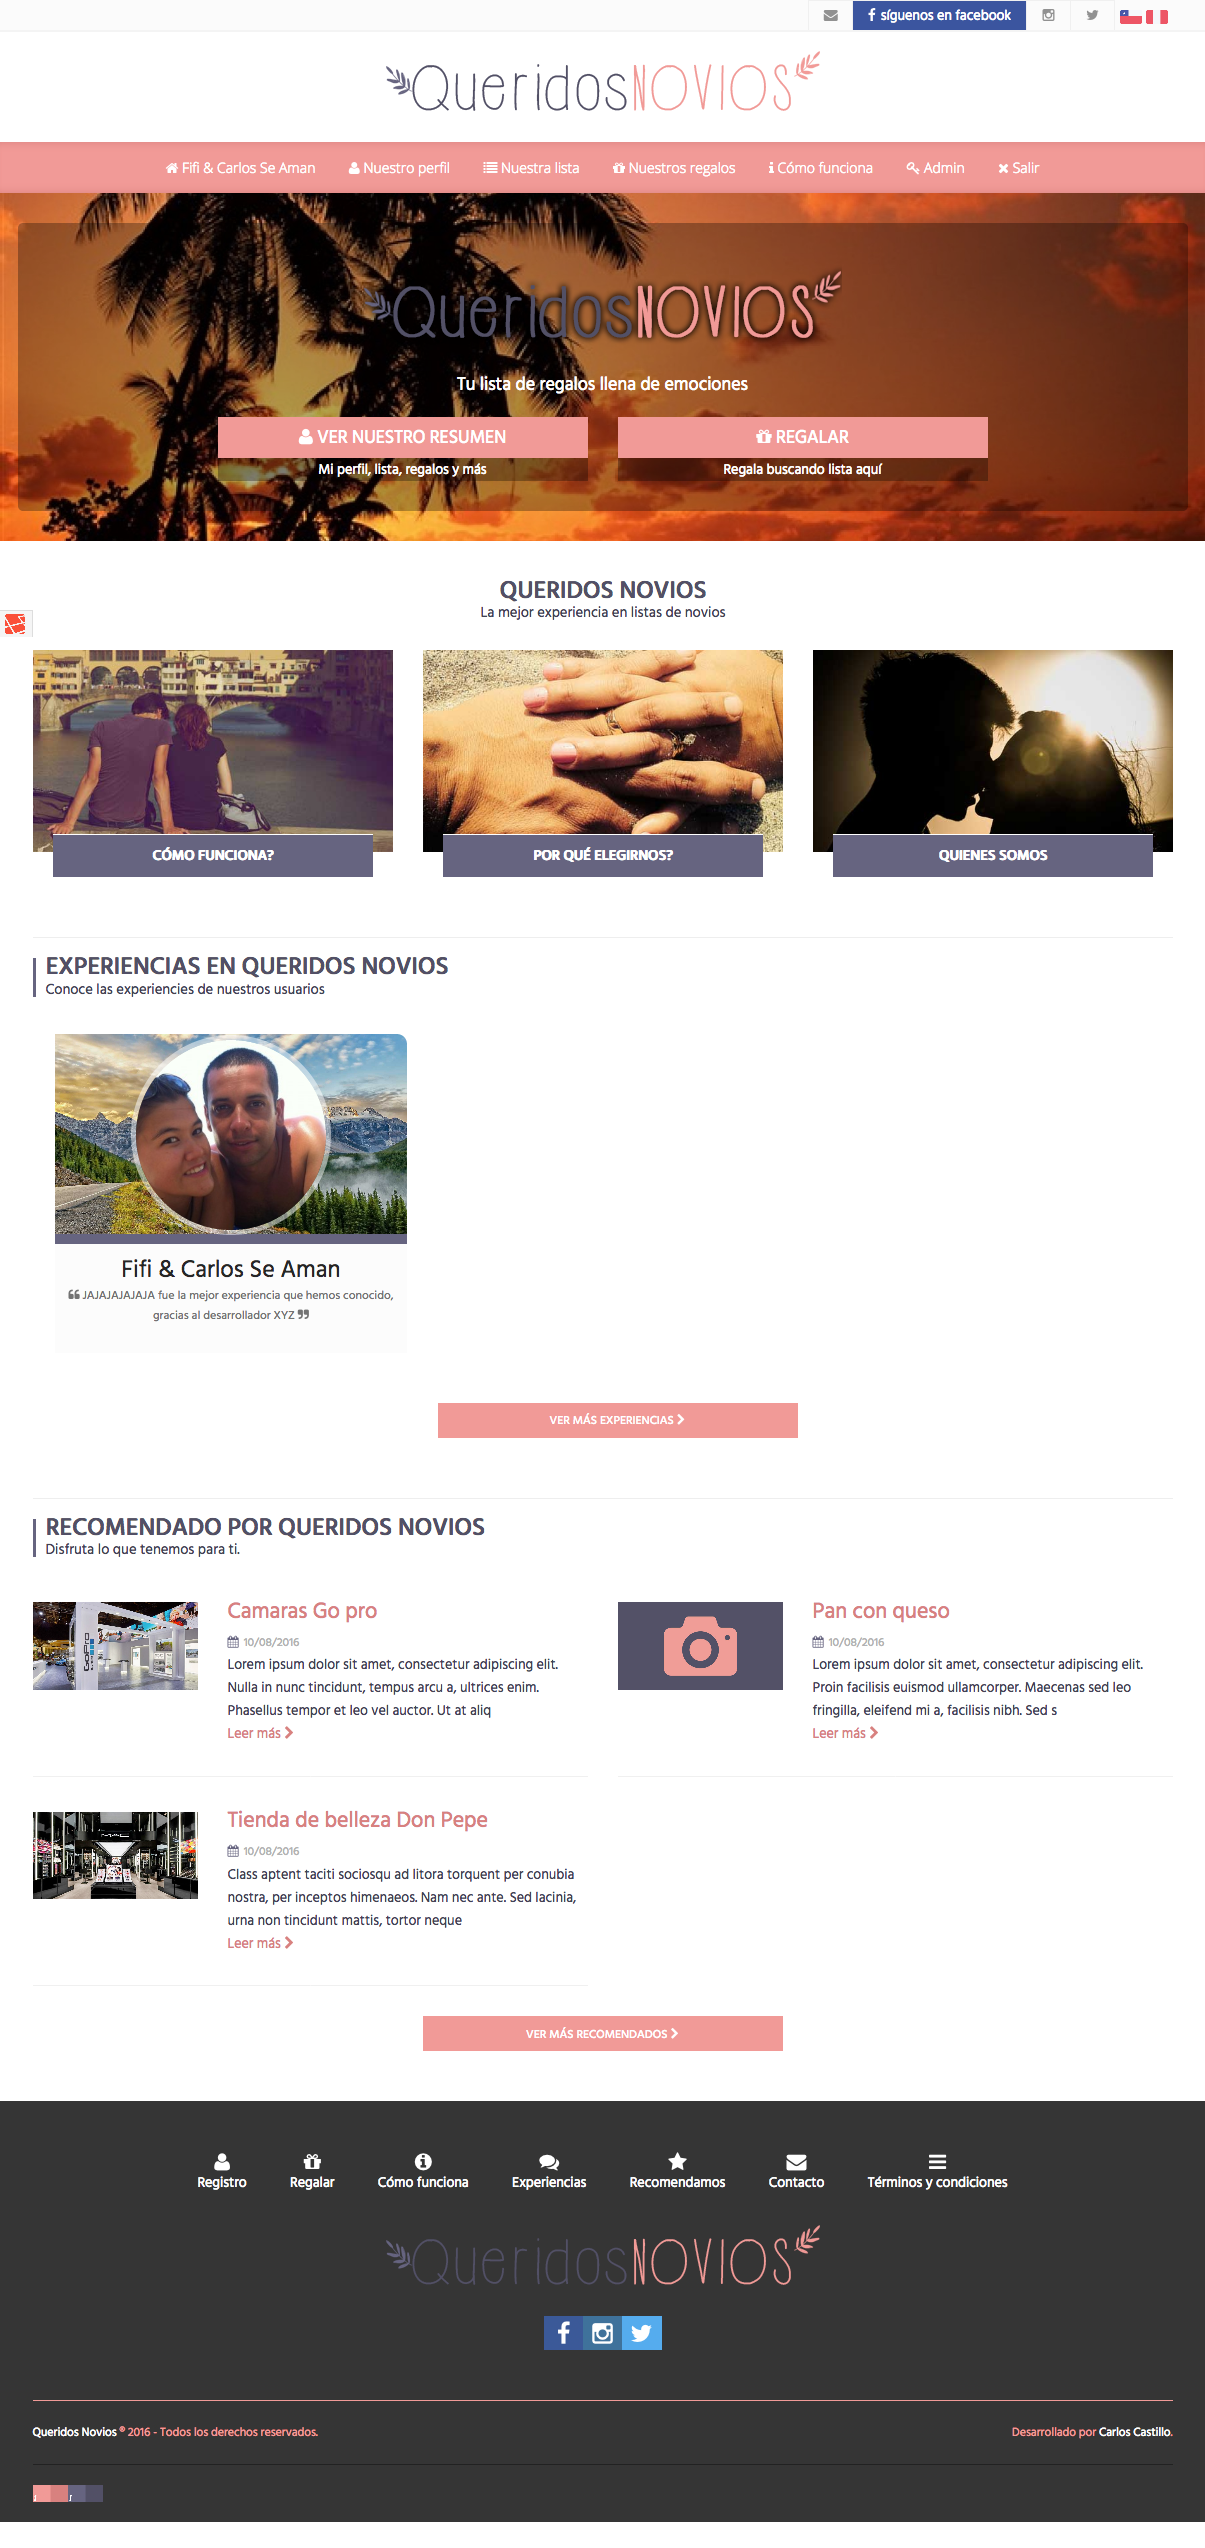 síguenos en facebook
QueridosNOVIOS
Fifi & Carlos Se Aman
Nuestro perfil
Nuestra lista
Nuestros regalos
Cómo funciona
Admin
Salir
QueridosNOVIOS
Tu lista de regalos llena de emociones
VER NUESTRO RESUMEN
Mi perfil, lista, regalos y más
REGALAR
Regala buscando lista aquí
QUERIDOS NOVIOS
La mejor experiencia en listas de novios
CÓMO FUNCIONA?
POR QUÉ ELEGIRNOS?
QUIENES SOMOS
EXPERIENCIAS EN QUERIDOS NOVIOS
Conoce las experiencies de nuestros usuarios
Fifi & Carlos Se Aman
❝ JAJAJAJAJAJA fue la mejor experiencia que hemos conocido,
gracias al desarrollador XYZ ❞
VER MÁS EXPERIENCIAS
RECOMENDADO POR QUERIDOS NOVIOS
Disfruta lo que tenemos para ti.
GoPro
Camaras Go pro
10/08/2016
Lorem ipsum dolor sit amet, consectetur adipiscing elit.
Nulla in nunc tincidunt, tempus arcu a, ultrices enim.
Phasellus tempor et leo vel auctor. Ut at aliq
Leer más
Pan con queso
10/08/2016
Lorem ipsum dolor sit amet, consectetur adipiscing elit.
Proin facilisis euismod ullamcorper. Maecenas sed leo
fringilla, eleifend mi a, facilisis nibh. Sed s
Leer más
MAC
Tienda de belleza Don Pepe
10/08/2016
Class aptent taciti sociosqu ad litora torquent per conubia
nostra, per inceptos himenaeos. Nam nec ante. Sed lacinia,
urna non tincidunt mattis, tortor neque
Leer más
VER MÁS RECOMENDADOS
Registro
Regalar
Cómo funciona
Experiencias
Recomendamos
Contacto
Términos y condiciones
QueridosNOVIOS
Queridos Novios ® 2016 - Todos los derechos reservados.
Desarrollado por Carlos Castillo.